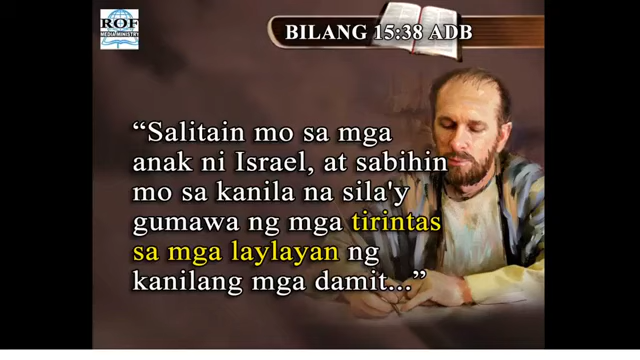 ROF
MEDIA MINISTRY
BILANG 15:38 ADB
“Salitain mo sa mga
anak ni Israel, at sabihin
mo sa kanila na sila'y
gumawa ng mga tirintas
sa mga laylayan ng
kanilang mga damit...”